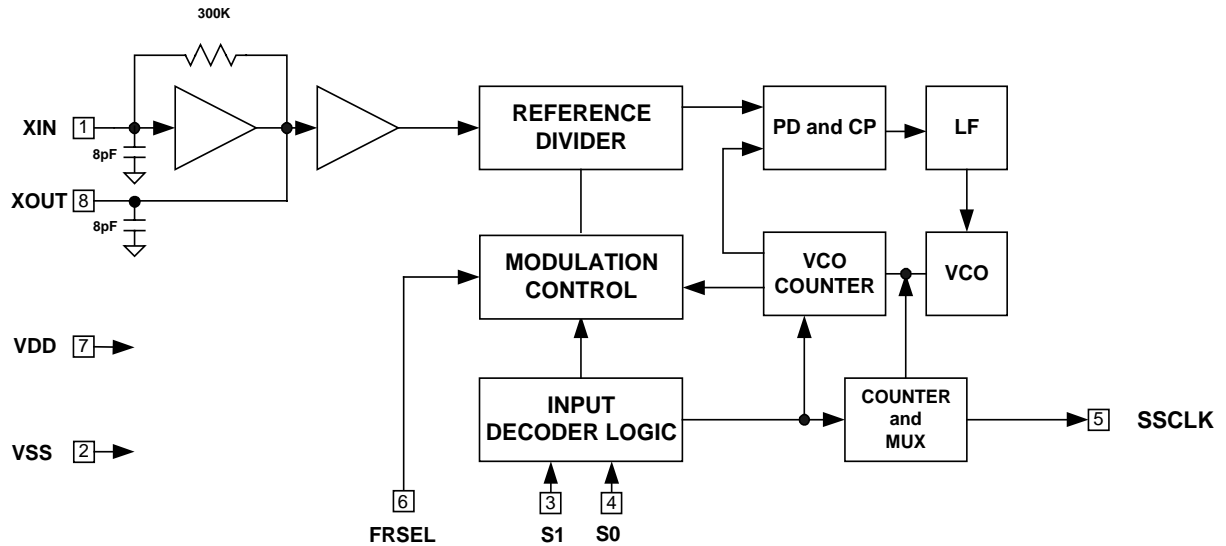 300K
XIN 1
8pF
XOUT 8
8pF
REFERENCE
DIVIDER
PD and CP
LF
MODULATION
CONTROL
VCO
COUNTER
VCO
VDD 7
VSS 2
INPUT
DECODER LOGIC
COUNTER
and
MUX
5 SSCLK
6
FRSEL
3
S1
4
S0